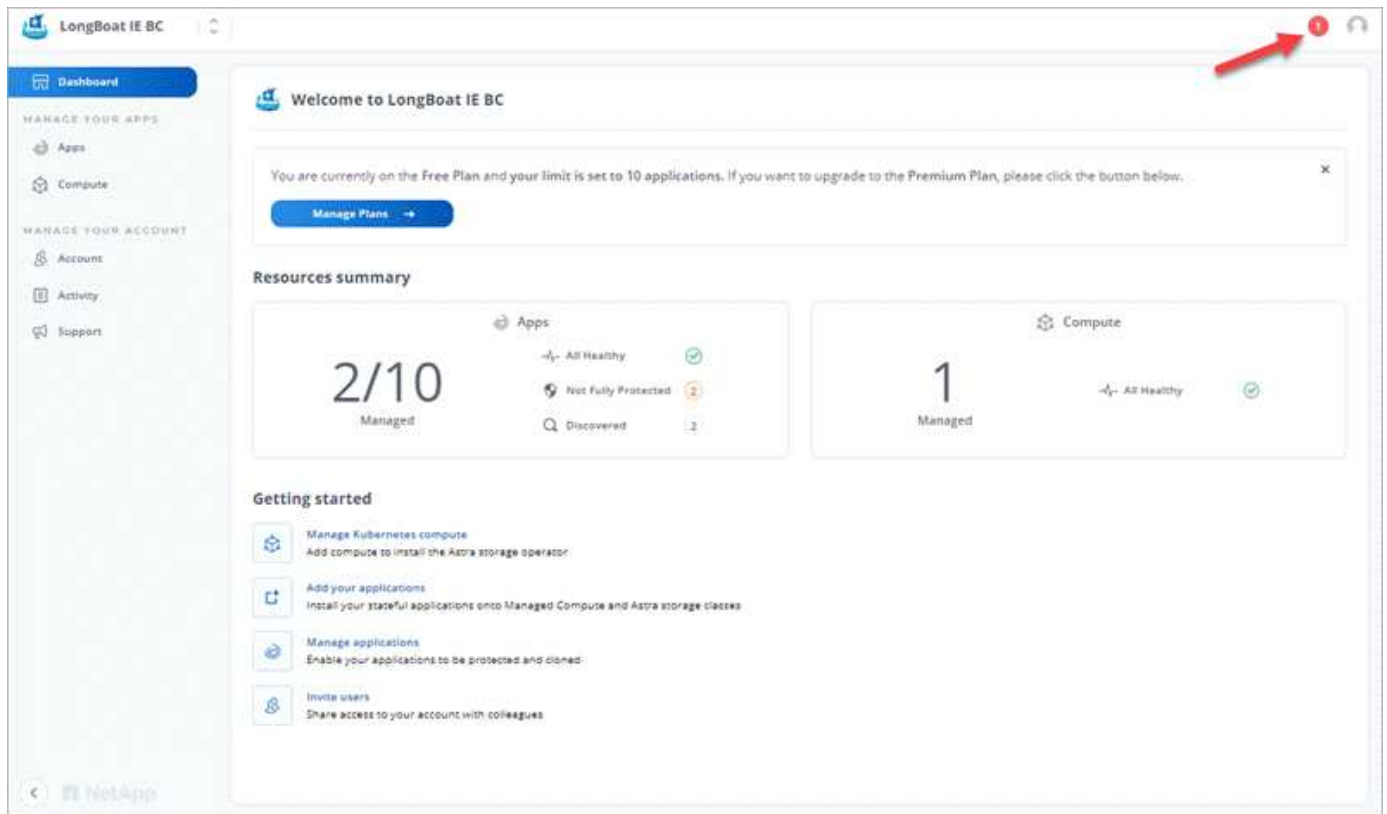 LongBoat IE BC
1
Dashboard
MANAGE YOUR APPS
Apps
Compute
MANAGE YOUR ACCOUNT
Account
Activity
Support
NetApp
Welcome to LongBoat IE BC
You are currently on the Free Plan and your limit is set to 10 applications. If you want to upgrade to the Premium Plan, please click the button below.
Manage Plans
Resources summary
Apps
2/10
Managed
All Healthy
Not Fully Protected 2
Discovered 2
Compute
1
Managed
All Healthy
Getting started
Manage Kubernetes compute
Add compute to install the Astra storage operator
Add your applications
Install your stateful applications onto Managed Compute and Astra storage classes
Manage applications
Enable your applications to be protected and cloned
Invite users
Share access to your account with colleagues